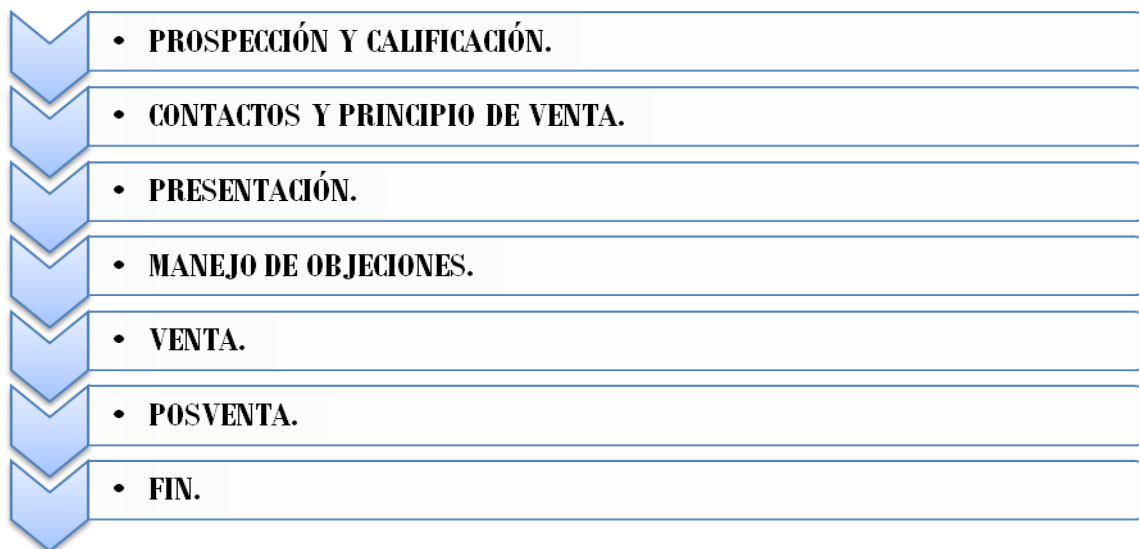 • PROSPECCIÓN Y CALIFICACIÓN.
• CONTACTOS Y PRINCIPIO DE VENTA.
• PRESENTACIÓN.
• MANEJO DE OBJECIONES.
• VENTA.
• POSVENTA.
• FIN.